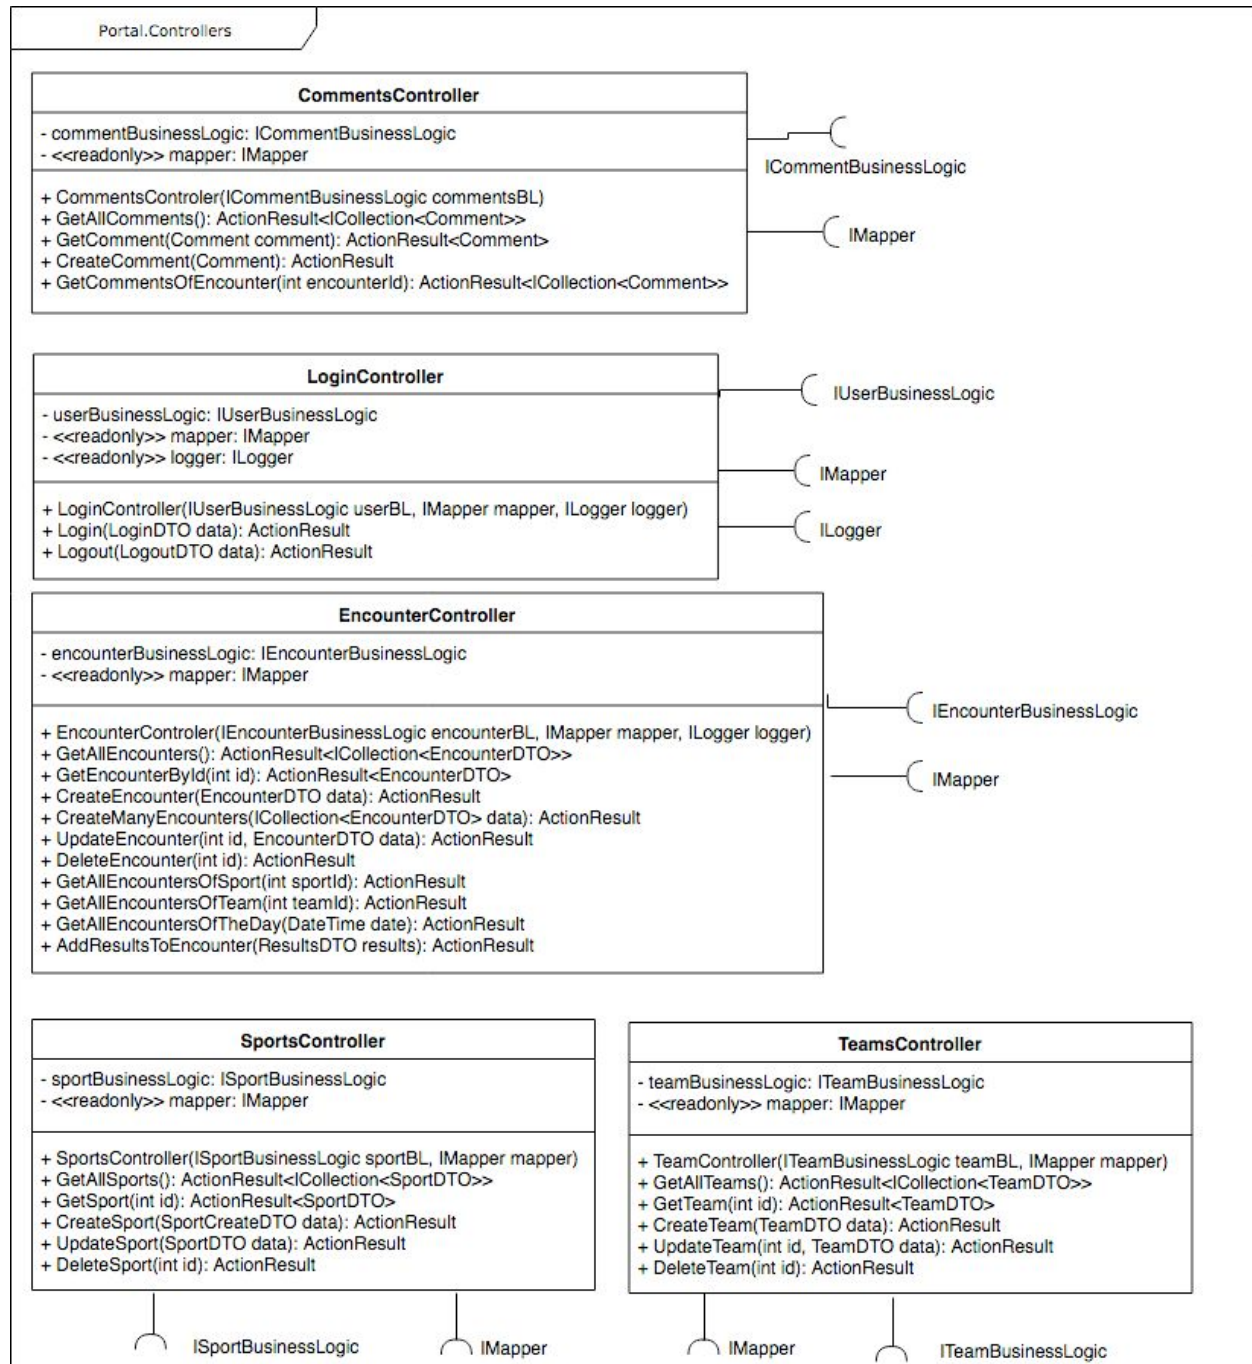 Portal.Controllers
CommentsController
- commentBusinessLogic: ICommentBusinessLogic
- <<readonly>> mapper: IMapper
+ CommentsControler(ICommentBusinessLogic commentsBL)
+ GetAllComments(): ActionResult<ICollection<Comment>>
+ GetComment(Comment comment): ActionResult<Comment>
+ CreateComment(Comment): ActionResult
+ GetCommentsOfEncounter(int encounterId): ActionResult<ICollection<Comment>>
ICommentBusinessLogic
IMapper
LoginController
- userBusinessLogic: IUserBusinessLogic
- <<readonly>> mapper: IMapper
- <<readonly>> logger: ILogger
+ LoginController(IUserBusinessLogic userBL, IMapper mapper, ILogger logger)
+ Login(LoginDTO data): ActionResult
+ Logout(LogoutDTO data): ActionResult
IUserBusinessLogic
IMapper
ILogger
EncounterController
- encounterBusinessLogic: IEncounterBusinessLogic
- <<readonly>> mapper: IMapper
+ EncounterControler(IEncounterBusinessLogic encounterBL, IMapper mapper, ILogger logger)
+ GetAllEncounters(): ActionResult<ICollection<EncounterDTO>>
+ GetEncounterById(int id): ActionResult<EncounterDTO>
+ CreateEncounter(EncounterDTO data): ActionResult
+ CreateManyEncounters(ICollection<EncounterDTO> data): ActionResult
+ UpdateEncounter(int id, EncounterDTO data): ActionResult
+ DeleteEncounter(int id): ActionResult
+ GetAllEncountersOfSport(int sportId): ActionResult
+ GetAllEncountersOfTeam(int teamId): ActionResult
+ GetAllEncountersOfTheDay(DateTime date): ActionResult
+ AddResultsToEncounter(ResultsDTO results): ActionResult
IEncounterBusinessLogic
IMapper
SportsController
- sportBusinessLogic: ISportBusinessLogic
- <<readonly>> mapper: IMapper
+ SportsController(ISportBusinessLogic sportBL, IMapper mapper)
+ GetAllSports(): ActionResult<ICollection<SportDTO>>
+ GetSport(int id): ActionResult<SportDTO>
+ CreateSport(SportCreateDTO data): ActionResult
+ UpdateSport(SportDTO data): ActionResult
+ DeleteSport(int id): ActionResult
ISportBusinessLogic
IMapper
TeamsController
- teamBusinessLogic: ITeamBusinessLogic
- <<readonly>> mapper: IMapper
+ TeamController(ITeamBusinessLogic teamBL, IMapper mapper)
+ GetAllTeams(): ActionResult<ICollection<TeamDTO>>
+ GetTeam(int id): ActionResult<TeamDTO>
+ CreateTeam(TeamDTO data): ActionResult
+ UpdateTeam(int id, TeamDTO data): ActionResult
+ DeleteTeam(int id): ActionResult
IMapper
ITeamBusinessLogic